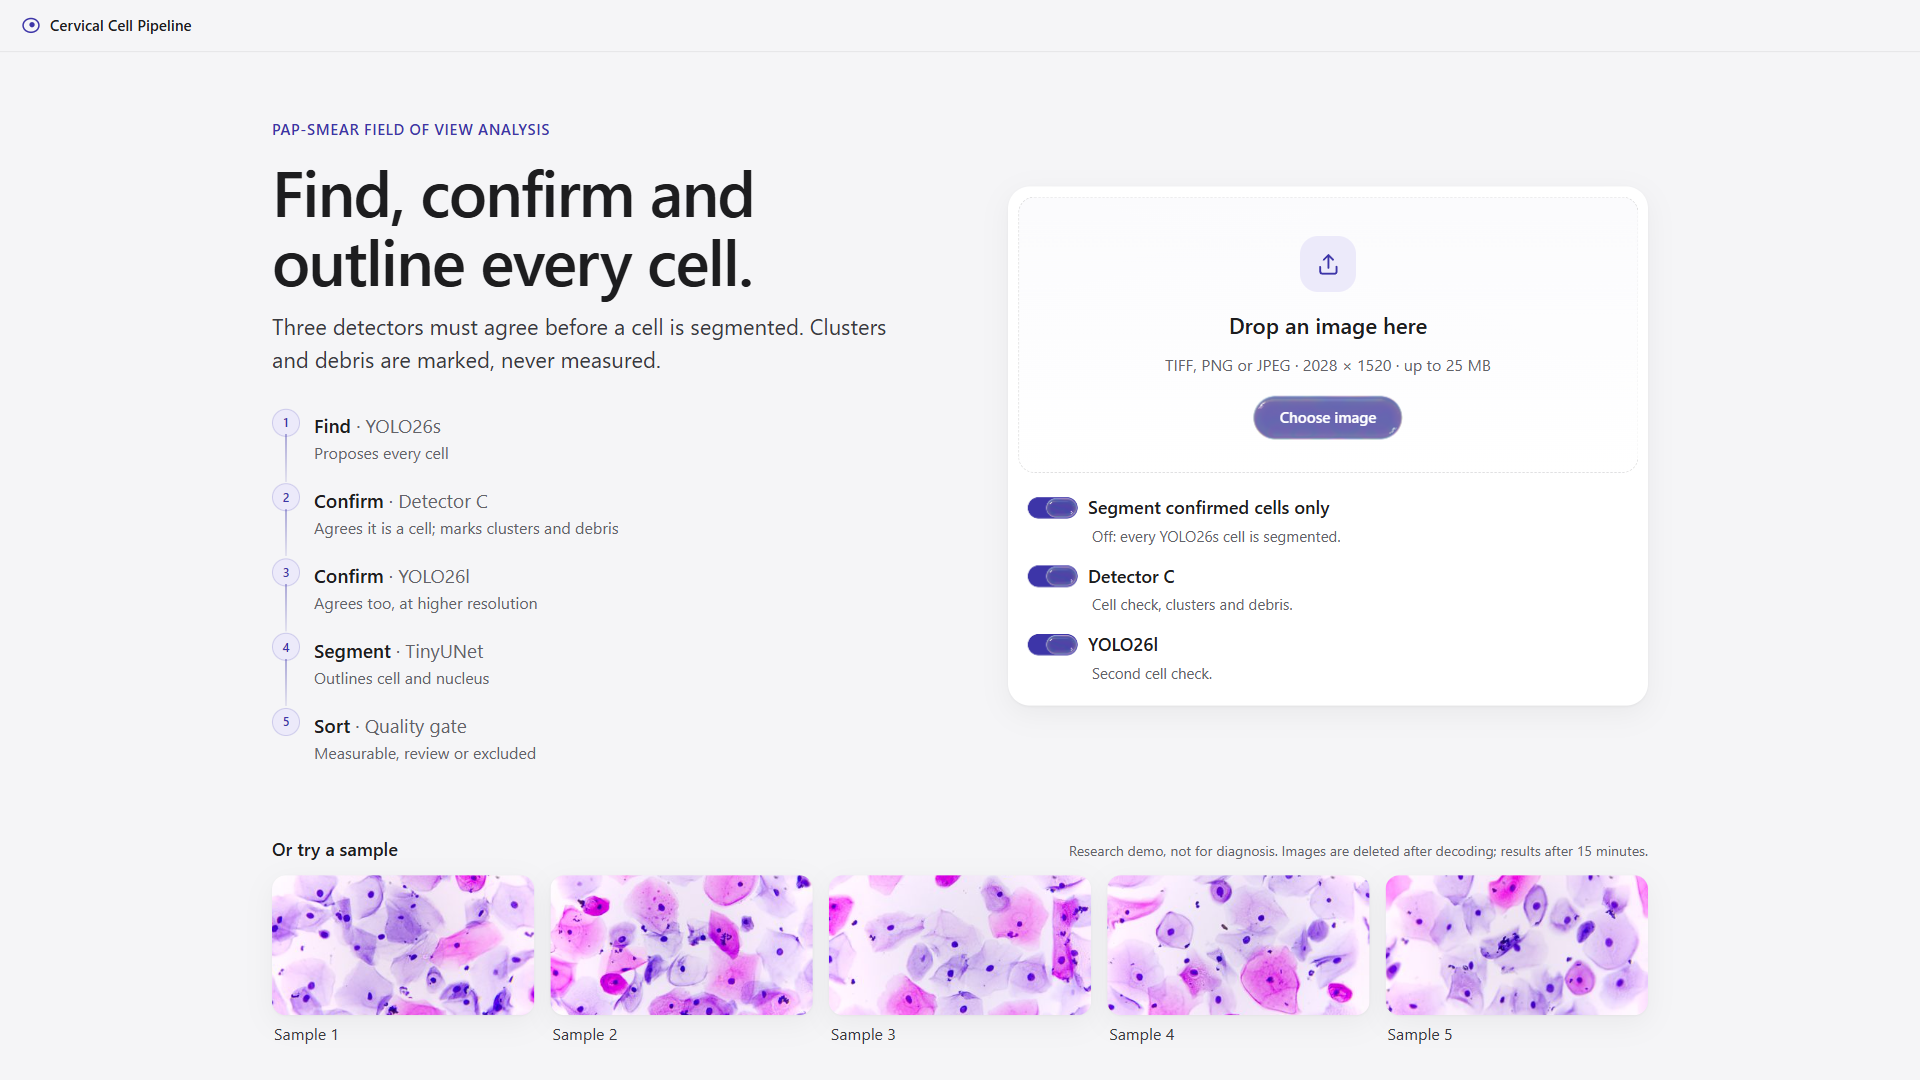 Cervical Cell Pipeline
PAP-SMEAR FIELD OF VIEW ANALYSIS
Find, confirm and
outline every cell.
Three detectors must agree before a cell is segmented. Clusters
and debris are marked, never measured.
1
Find · YOLO26s
Proposes every cell
2
Confirm · Detector C
Agrees it is a cell; marks clusters and debris
3
Confirm · YOLO26l
Agrees too, at higher resolution
4
Segment · TinyUNet
Outlines cell and nucleus
5
Sort · Quality gate
Measurable, review or excluded
Drop an image here
TIFF, PNG or JPEG · 2028 × 1520 · up to 25 MB
Choose image
Segment confirmed cells only
Off: every YOLO26s cell is segmented.
Detector C
Cell check, clusters and debris.
YOLO26l
Second cell check.
Or try a sample
Research demo, not for diagnosis. Images are deleted after decoding; results after 15 minutes.
Sample 1
Sample 2
Sample 3
Sample 4
Sample 5